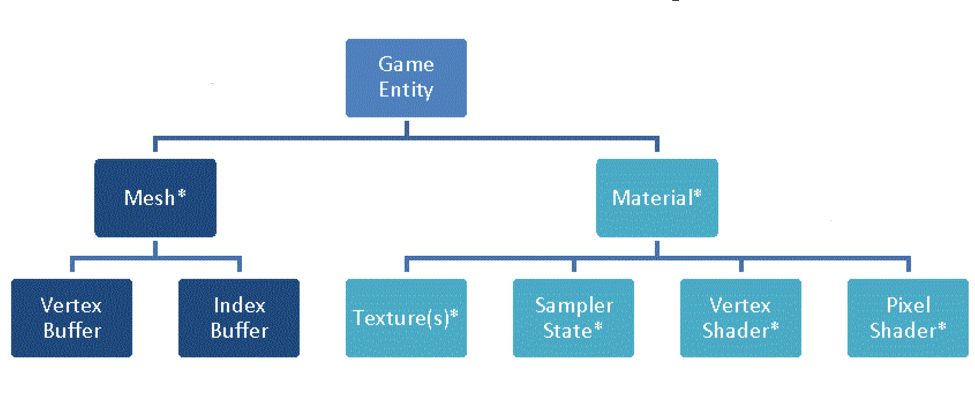 Game
Entity
Mesh*
Material*
Vertex
Buffer
Index
Buffer
Texture(s)*
Sampler
State*
Vertex
Shader*
Pixel
Shader*